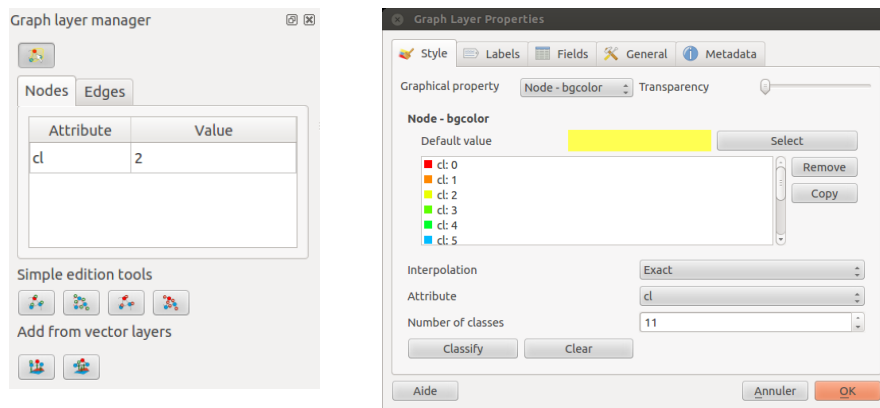 Graph layer manager
Nodes Edges
Attribute Value
cl 2
Simple edition tools
Add from vector layers
Graph Layer Properties
Style Labels Fields General Metadata
Graphical property Node - bgcolor Transparency
Node - bgcolor
Default value Select
cl: 0
cl: 1
cl: 2
cl: 3
cl: 4
cl: 5
Remove
Copy
Interpolation Exact
Attribute cl
Number of classes 11
Classify Clear
Aide Annuler OK